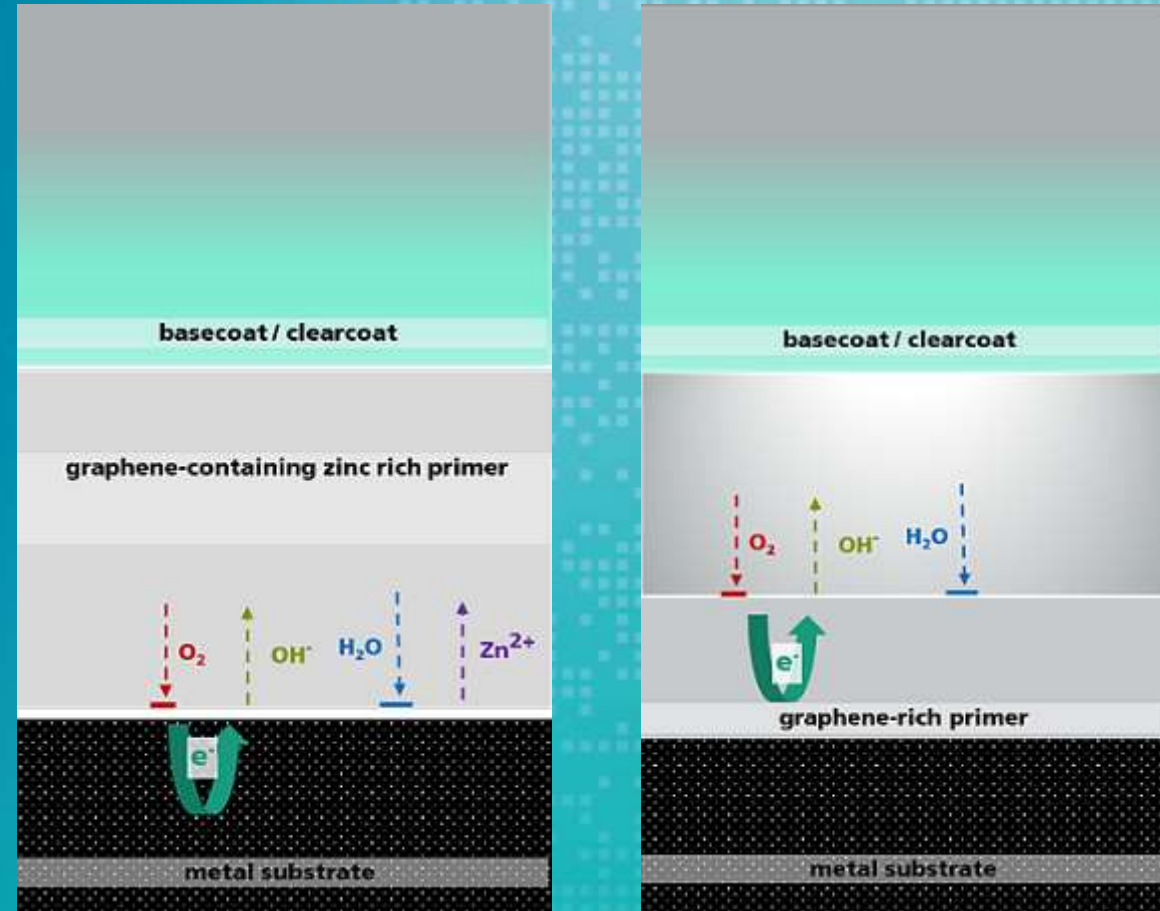 basecoat / clearcoat
graphene-containing zinc rich primer
O₂
OH⁻
H₂O
Zn²⁺
e⁻
metal substrate
basecoat / clearcoat
O₂
OH⁻
H₂O
e⁻
graphene-rich primer
metal substrate